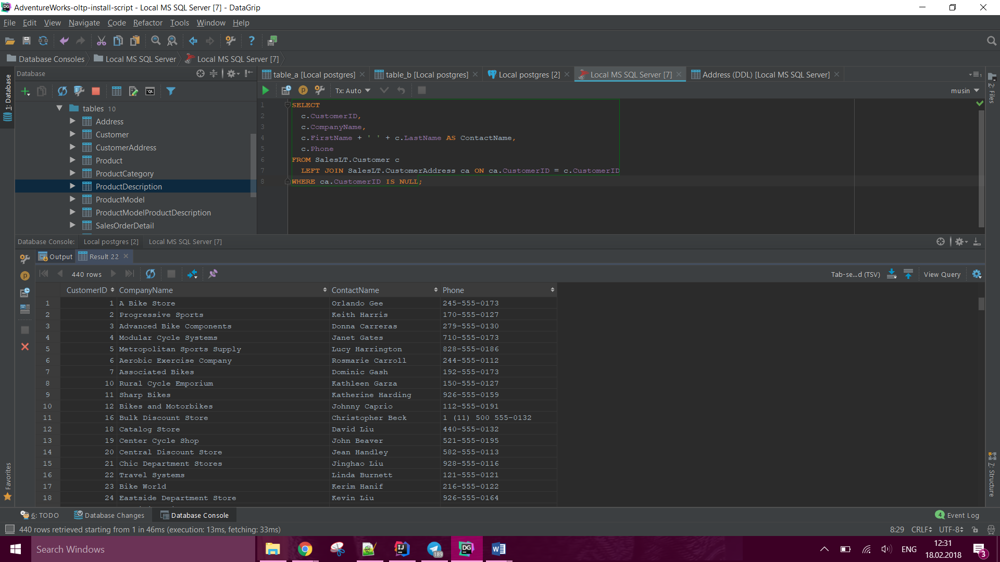 AdventureWorks-oltp-install-script - Local MS SQL Server [7] - DataGrip
File Edit View Navigate Code Refactor Tools Window Help
Database Consoles Local MS SQL Server Local MS SQL Server [7]
Database
table_a [Local postgres] table_b [Local postgres] Local postgres [2] Local MS SQL Server [7] Address (DDL) [Local MS SQL Server]
Tx: Auto musin
1: Database
2: Files
tables 10
Address
Customer
CustomerAddress
Product
ProductCategory
ProductDescription
ProductModel
ProductModelProductDescription
SalesOrderDetail
1 SELECT
2 c.CustomerID,
3 c.CompanyName,
4 c.FirstName + ' ' + c.LastName AS ContactName,
5 c.Phone
6 FROM SalesLT.Customer c
7 LEFT JOIN SalesLT.CustomerAddress ca ON ca.CustomerID = c.CustomerID
8 WHERE ca.CustomerID IS NULL;
Database Console: Local postgres [2] Local MS SQL Server [7]
Output Result 22
440 rows Tab-se...d (TSV) View Query
CustomerID CompanyName ContactName Phone
1 1 A Bike Store Orlando Gee 245-555-0173
2 2 Progressive Sports Keith Harris 170-555-0127
3 3 Advanced Bike Components Donna Carreras 279-555-0130
4 4 Modular Cycle Systems Janet Gates 710-555-0173
5 5 Metropolitan Sports Supply Lucy Harrington 828-555-0186
6 6 Aerobic Exercise Company Rosmarie Carroll 244-555-0112
7 7 Associated Bikes Dominic Gash 192-555-0173
8 10 Rural Cycle Emporium Kathleen Garza 150-555-0127
9 11 Sharp Bikes Katherine Harding 926-555-0159
10 12 Bikes and Motorbikes Johnny Caprio 112-555-0191
11 16 Bulk Discount Store Christopher Beck 1 (11) 500 555-0132
12 18 Catalog Store David Liu 440-555-0132
13 19 Center Cycle Shop John Beaver 521-555-0195
14 20 Central Discount Store Jean Handley 582-555-0113
15 21 Chic Department Stores Jinghao Liu 928-555-0116
16 22 Travel Systems Linda Burnett 121-555-0121
17 23 Bike World Kerim Hanif 216-555-0122
18 24 Eastside Department Store Kevin Liu 926-555-0164
Favorites
7: Structure
6: TODO Database Changes Database Console 4 Event Log
440 rows retrieved starting from 1 in 46ms (execution: 13ms, fetching: 33ms) 8:29 CRLF UTF-8
Search Windows 189 ENG 12:31
18.02.2018 3